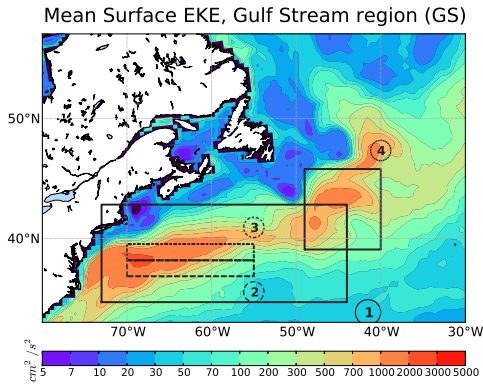 Mean Surface EKE, Gulf Stream region (GS)
50°N
40°N
4
3
2
1
70°W 60°W 50°W 40°W 30°W
cm² /s²
5 7 10 20 30 50 70 100 200 300 500 700 1000 2000 3000 5000